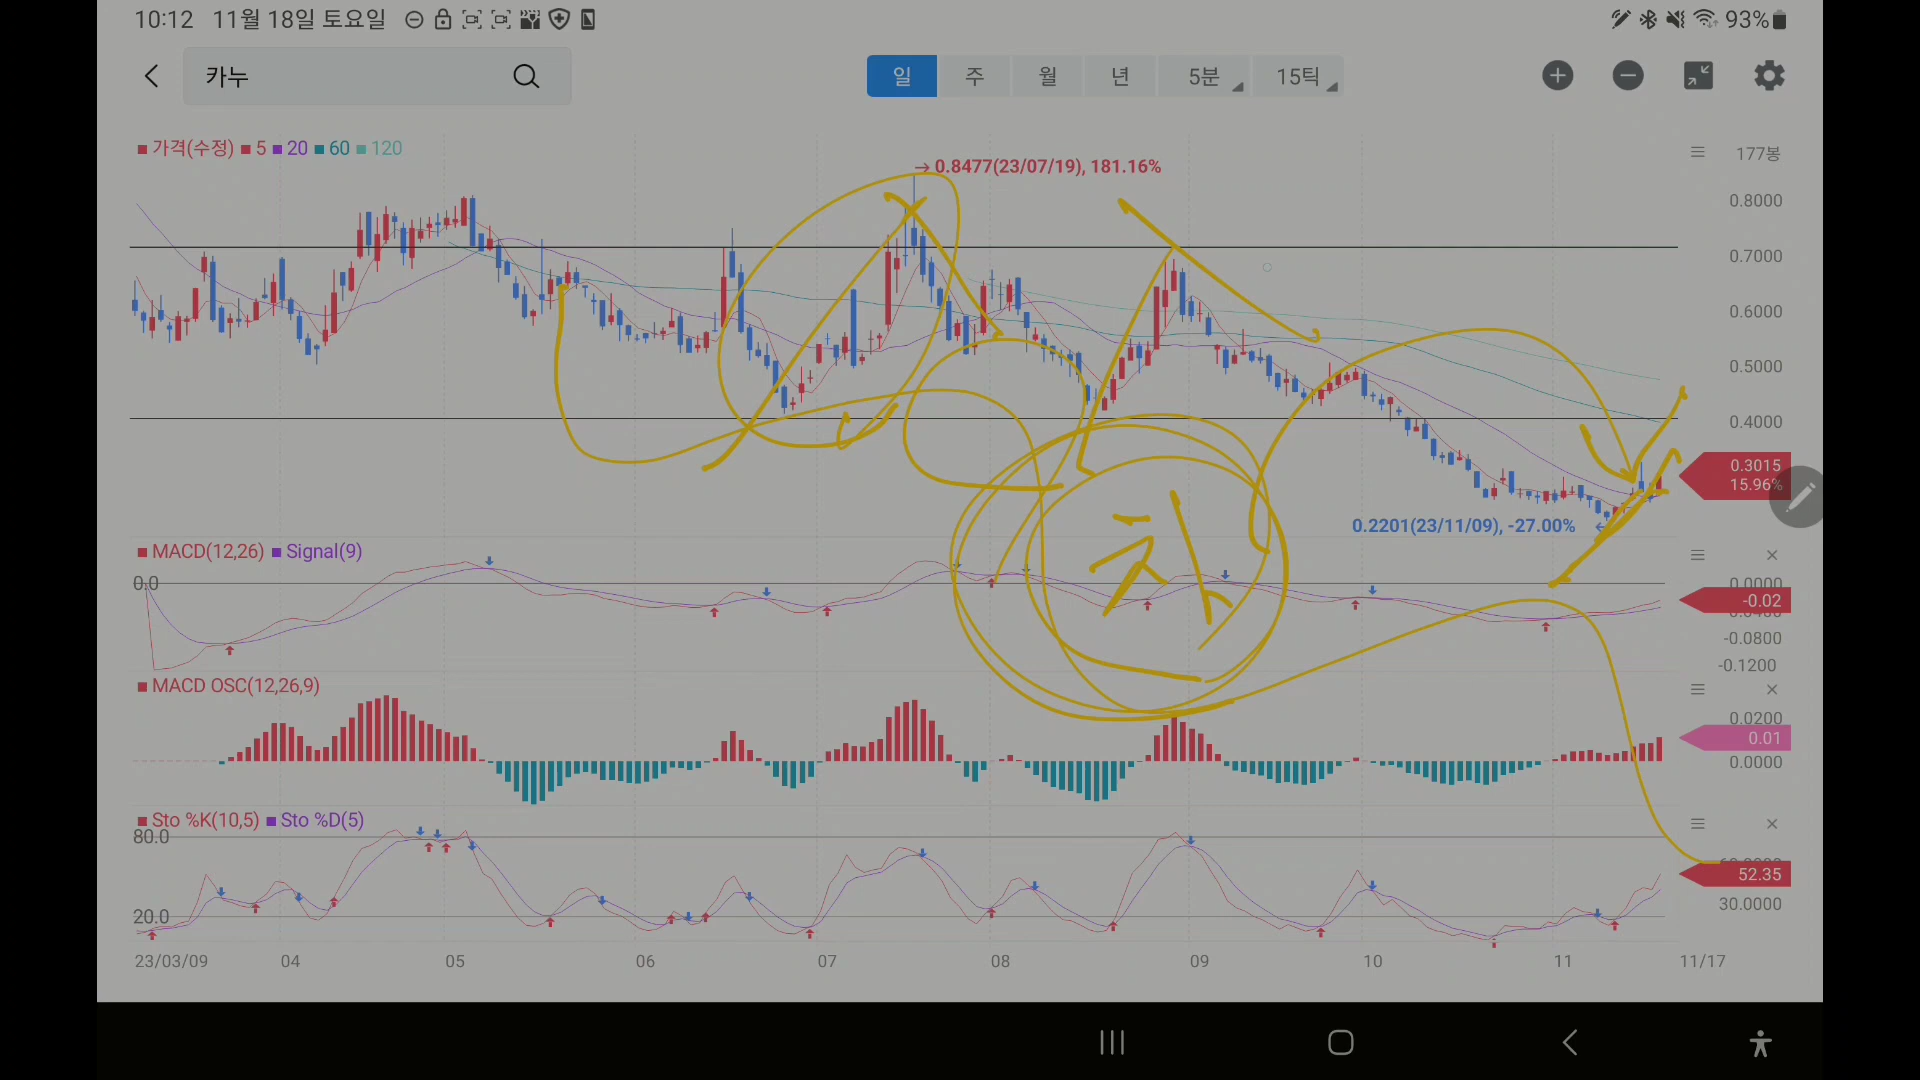 10:12 11월 18일 토요일 93%
카누
일 주 월 년 5분 15틱
가격(수정) 5 20 60 120
177봉
→ 0.8477(23/07/19), 181.16%
0.8000
0.7000
0.6000
0.5000
0.4000
0.3015
15.96%
0.2201(23/11/09), -27.00%
MACD(12,26) Signal(9)
0.0
0.0000
-0.02
-0.0800
-0.1200
MACD OSC(12,26,9)
0.0200
0.01
0.0000
Sto %K(10,5) Sto %D(5)
80.0
52.35
30.0000
20.0
23/03/09 04 05 06 07 08 09 10 11 11/17